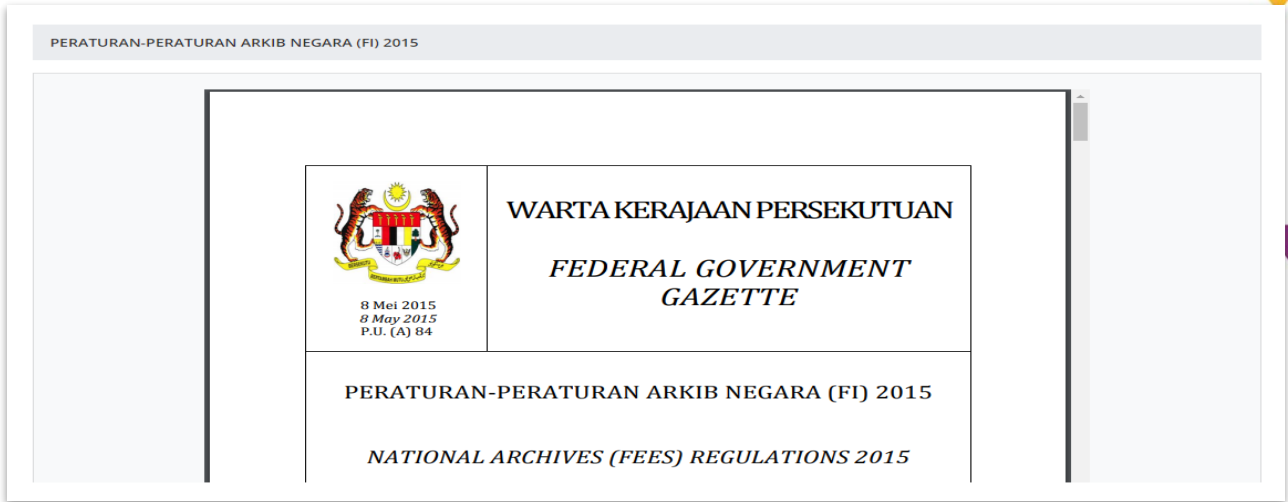 PERATURAN-PERATURAN ARKIB NEGARA (FI) 2015
WARTA KERAJAAN PERSEKUTUAN
FEDERAL GOVERNMENT
GAZETTE
8 Mei 2015
8 May 2015
P.U. (A) 84
PERATURAN-PERATURAN ARKIB NEGARA (FI) 2015
NATIONAL ARCHIVES (FEES) REGULATIONS 2015